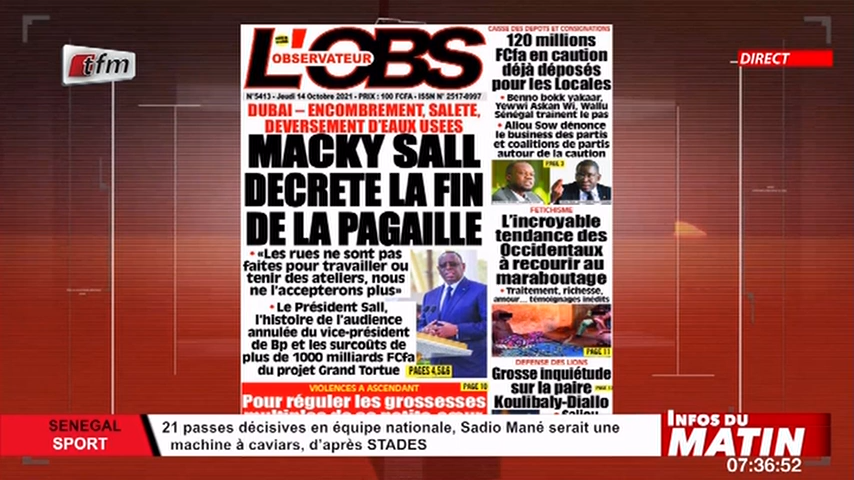 tfm
DIRECT
L'OBS
OBSERVATEUR
N°5413 - Jeudi 14 Octobre 2021 - PRIX : 100 FCFA - ISSN N° 2517-8997
DUBAI – ENCOMBREMENT, SALETE,
DEVERSEMENT D'EAUX USEES
MACKY SALL
DECRETE LA FIN
DE LA PAGAILLE
• «Les rues ne sont pas
faites pour travailler ou
tenir des ateliers, nous
ne l'accepterons plus»
• Le Président Sall,
l'histoire de l'audience
annulée du vice-président
de Bp et les surcoûts de
plus de 1000 milliards FCfa
du projet Grand Tortue
PAGES 4,5&6
VIOLENCES A ASCENDANT
PAGE 10
Pour réguler les grossesses
CAISSE DES DEPOTS ET CONSIGNATIONS
120 millions
FCfa en caution
déjà déposés
pour les Locales
• Benno bokk yakaar,
Yewwi Askan Wi, Wallu
Sénégal traînent le pas
• Allou Sow dénonce
le business des partis
et coalitions de partis
autour de la caution
PAGE 3
FETICHISME
L'incroyable
tendance des
Occidentaux
à recourir au
maraboutage
• Traitement, richesse,
amour... témoignages inédits
PAGE 11
DEFENSE DES LIONS
Grosse inquiétude
sur la paire
Koulibaly-Diallo
SENEGAL
SPORT
21 passes décisives en équipe nationale, Sadio Mané serait une
machine à caviars, d'après STADES
INFOS DU
MATIN
07:36:52